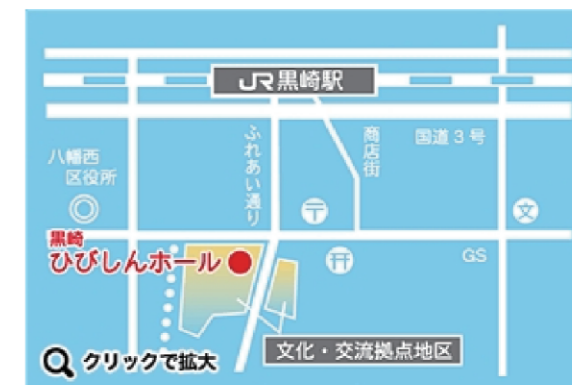 JR黒崎駅
ふれあい通り
商店街
国道3号
八幡西
区役所
〒
文
黒崎
ひびしんホール
GS
文化・交流拠点地区
クリックで拡大